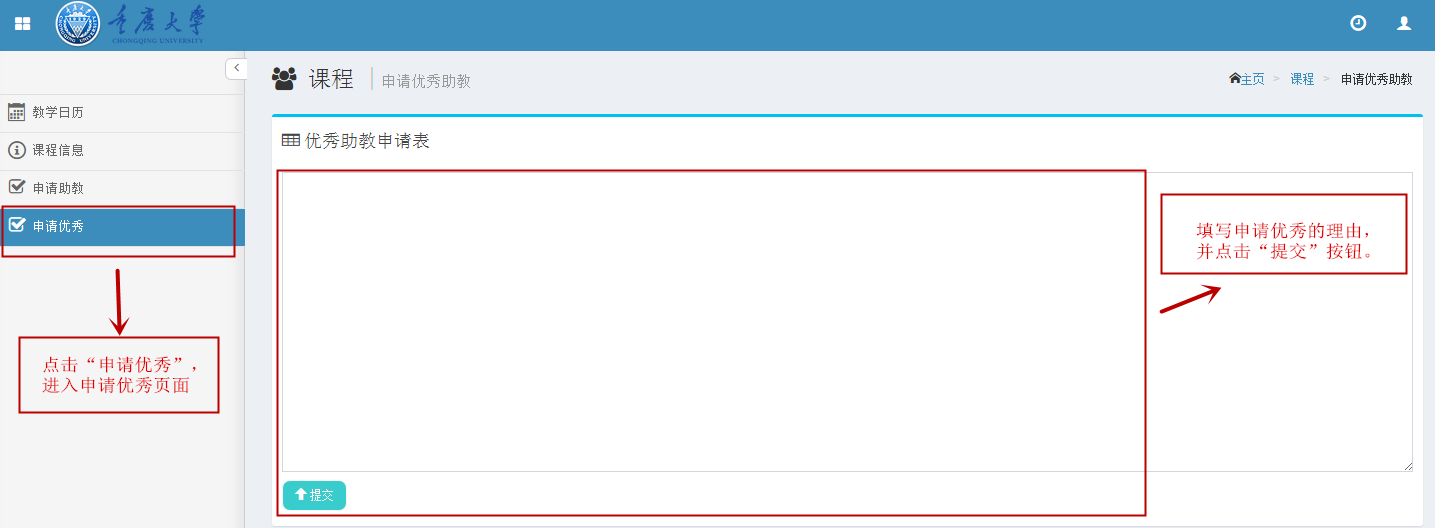 重庆大学
CHONGQING UNIVERSITY
课程
申请优秀助教
主页 > 课程 > 申请优秀助教
教学日历
课程信息
申请助教
申请优秀
优秀助教申请表
填写申请优秀的理由，
并点击“提交”按钮。
点击“申请优秀”，
进入申请优秀页面
提交